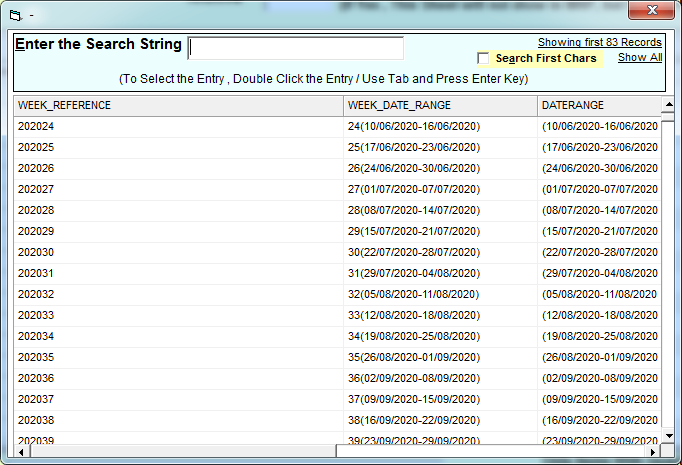 -
Enter the Search String
Showing first 83 Records
Search First Chars Show All
(To Select the Entry , Double Click the Entry / Use Tab and Press Enter Key)
WEEK_REFERENCE WEEK_DATE_RANGE DATERANGE
202024 24(10/06/2020-16/06/2020) (10/06/2020-16/06/2020
202025 25(17/06/2020-23/06/2020) (17/06/2020-23/06/2020
202026 26(24/06/2020-30/06/2020) (24/06/2020-30/06/2020
202027 27(01/07/2020-07/07/2020) (01/07/2020-07/07/2020
202028 28(08/07/2020-14/07/2020) (08/07/2020-14/07/2020
202029 29(15/07/2020-21/07/2020) (15/07/2020-21/07/2020
202030 30(22/07/2020-28/07/2020) (22/07/2020-28/07/2020
202031 31(29/07/2020-04/08/2020) (29/07/2020-04/08/2020
202032 32(05/08/2020-11/08/2020) (05/08/2020-11/08/2020
202033 33(12/08/2020-18/08/2020) (12/08/2020-18/08/2020
202034 34(19/08/2020-25/08/2020) (19/08/2020-25/08/2020
202035 35(26/08/2020-01/09/2020) (26/08/2020-01/09/2020
202036 36(02/09/2020-08/09/2020) (02/09/2020-08/09/2020
202037 37(09/09/2020-15/09/2020) (09/09/2020-15/09/2020
202038 38(16/09/2020-22/09/2020) (16/09/2020-22/09/2020
202039 39(23/09/2020-29/09/2020) (23/09/2020-29/09/2020